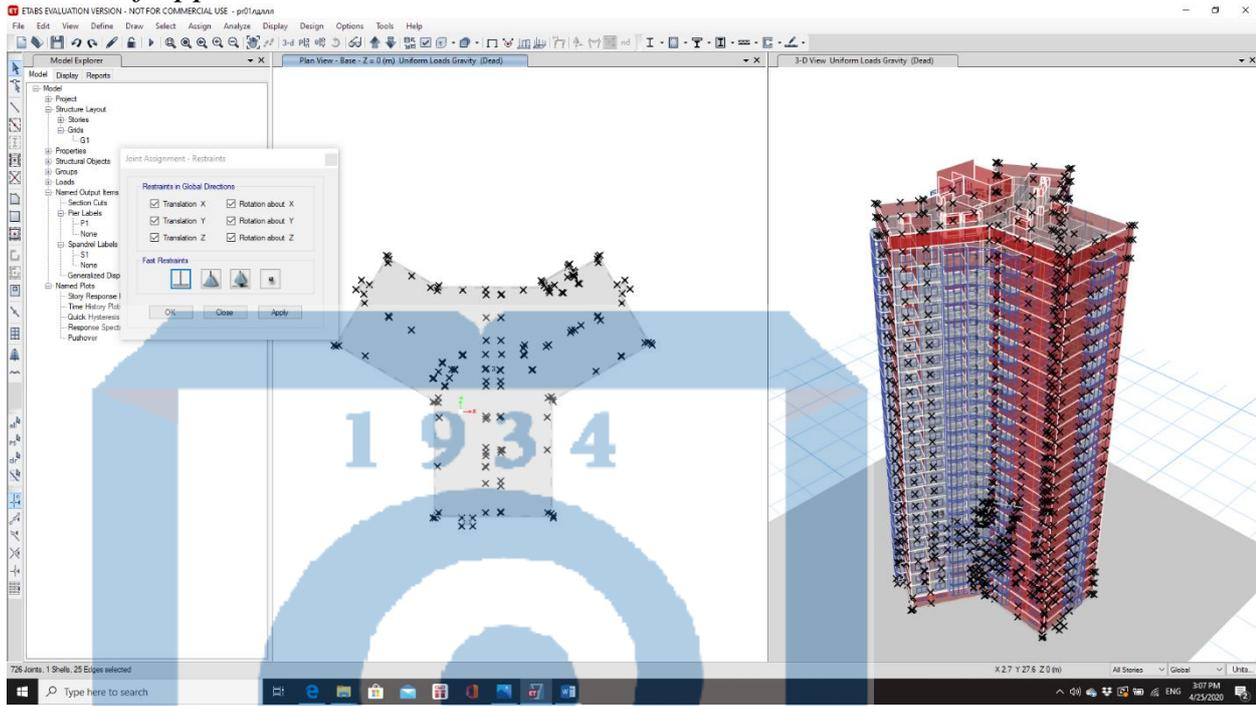 ETABS EVALUATION VERSION - NOT FOR COMMERCIAL USE - pr01лдллл
File Edit View Define Draw Select Assign Analyze Display Design Options Tools Help
Model Explorer
Plan View - Base - Z = 0 (m) Uniform Loads Gravity (Dead)
3-D View Uniform Loads Gravity (Dead)
Model Display Reports
Model
Project
Structure Layout
Stories
Grids
G1
Properties
Structural Objects
Groups
Loads
Named Output Items
Section Cuts
Pier Labels
P1
None
Spandrel Labels
S1
None
Generalized Disp
Named Plots
Story Response
Time History Plot
Quick Hysteresis
Response Spect
Pushover
Joint Assignment - Restraints
Restraints in Global Directions
Translation X Rotation about X
Translation Y Rotation about Y
Translation Z Rotation about Z
Fast Restraints
OK Close Apply
1934
726 Joints, 1 Shells, 25 Edges selected
X 2.7 Y 27.6 Z 0 (m)
All Stories Global Units...
Type here to search
ENG
3:07 PM
4/25/2020